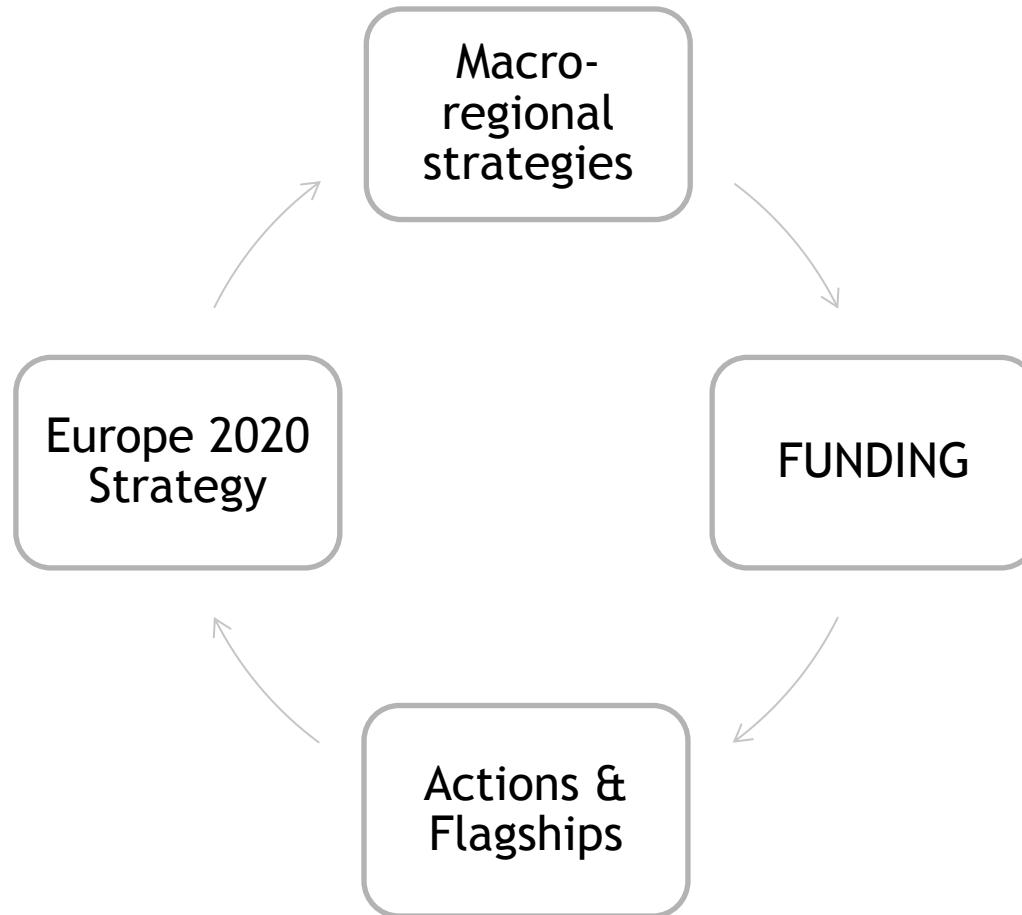 Macro-
regional
strategies
Europe 2020
Strategy
FUNDING
Actions &
Flagships